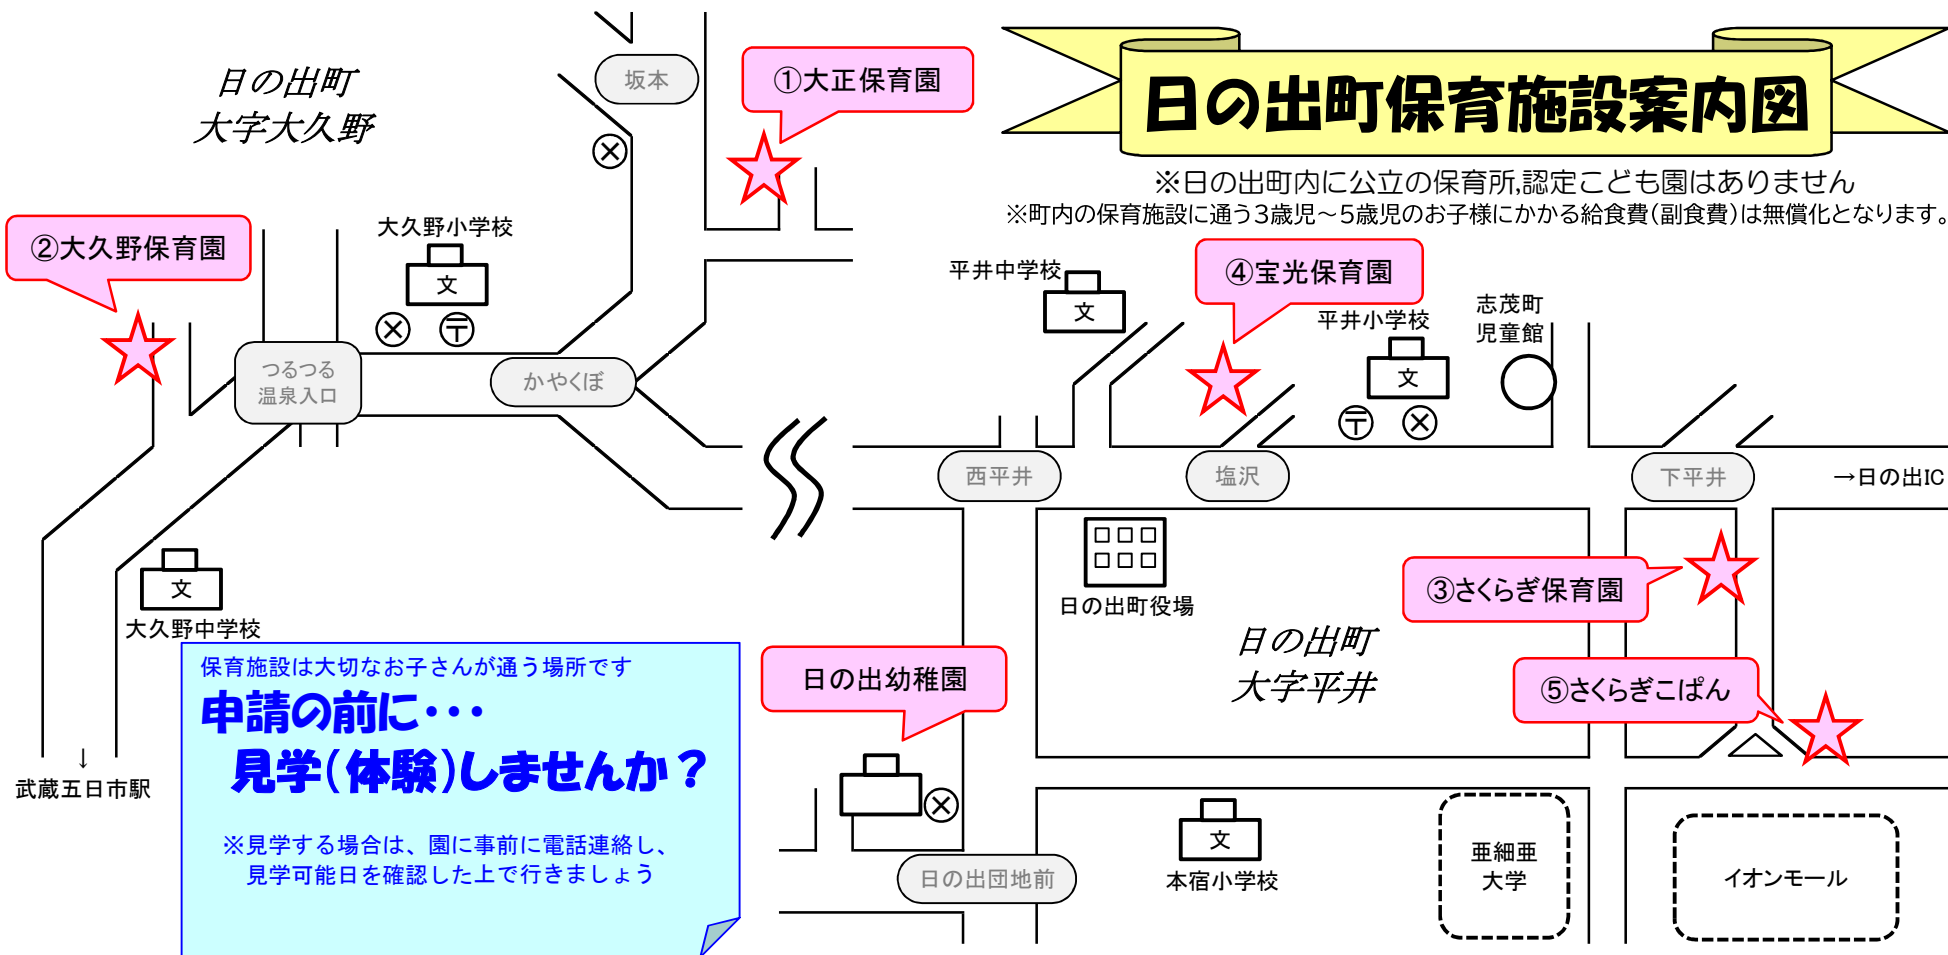 日の出町保育施設案内図
※日の出町内に公立の保育所,認定こども園はありません
※町内の保育施設に通う3歳児～5歳児のお子様にかかる給食費(副食費)は無償化となります。
日の出町
大字大久野
坂本
①大正保育園
②大久野保育園
大久野小学校
文
〒
つるつる
温泉入口
かやくぼ
平井中学校
文
④宝光保育園
平井小学校
文
〒
志茂町
児童館
西平井
塩沢
下平井
→日の出IC
日の出町役場
③さくらぎ保育園
日の出町
大字平井
⑤さくらぎこぱん
文
大久野中学校
↓
武蔵五日市駅
保育施設は大切なお子さんが通う場所です
申請の前に・・・
見学(体験)しませんか？
※見学する場合は、園に事前に電話連絡し、
見学可能日を確認した上で行きましょう
日の出幼稚園
日の出団地前
文
本宿小学校
亜細亜
大学
イオンモール